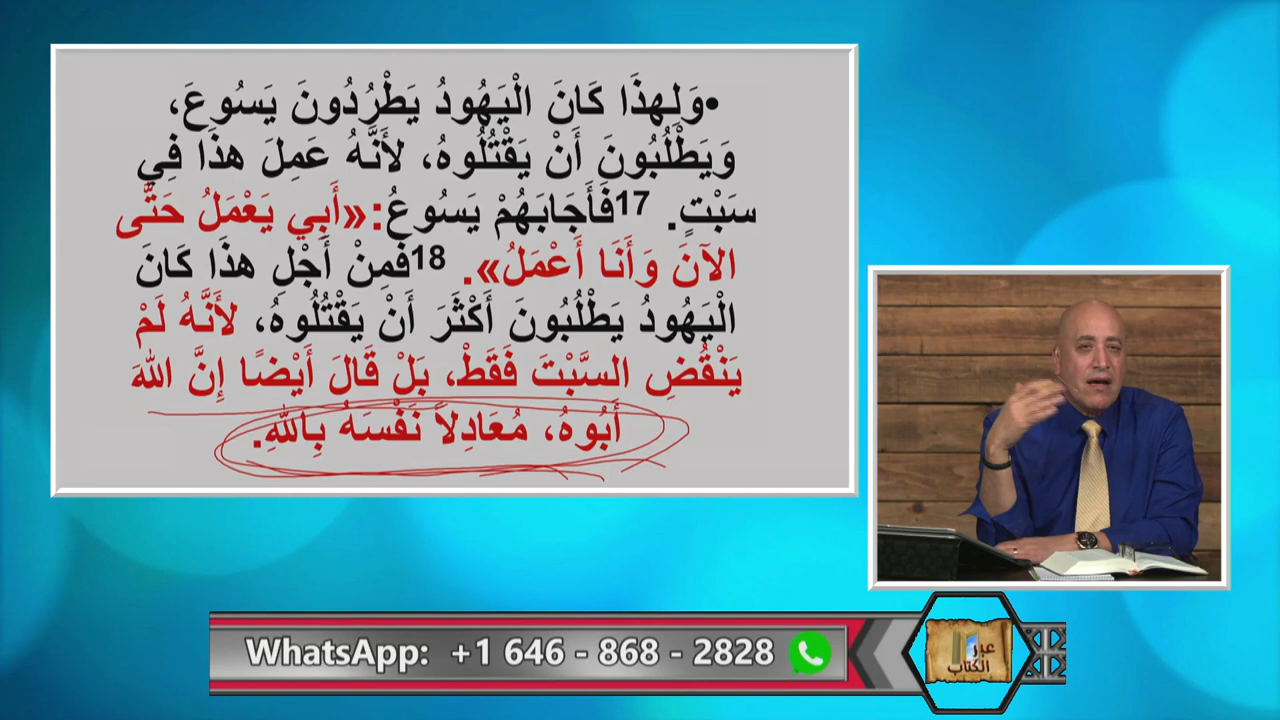 •وَلِهذَا كَانَ الْيَهُودُ يَطْرُدُونَ يَسُوعَ،
وَيَطْلُبُونَ أَنْ يَقْتُلُوهُ، لأَنَّهُ عَمِلَ هذَا فِي
سَبْتٍ. 17فَأَجَابَهُمْ يَسُوعُ:«أَبِي يَعْمَلُ حَتَّى
الآنَ وَأَنَا أَعْمَلُ». 18فَمِنْ أَجْلِ هذَا كَانَ
الْيَهُودُ يَطْلُبُونَ أَكْثَرَ أَنْ يَقْتُلُوهُ، لأَنَّهُ لَمْ
يَنْقُضِ السَّبْتَ فَقَطْ، بَلْ قَالَ أَيْضًا إِنَّ اللهَ
أَبُوهُ، مُعَادِلاً نَفْسَهُ بِاللهِ.
WhatsApp: +1 646 - 868 - 2828
عبر
الكتاب